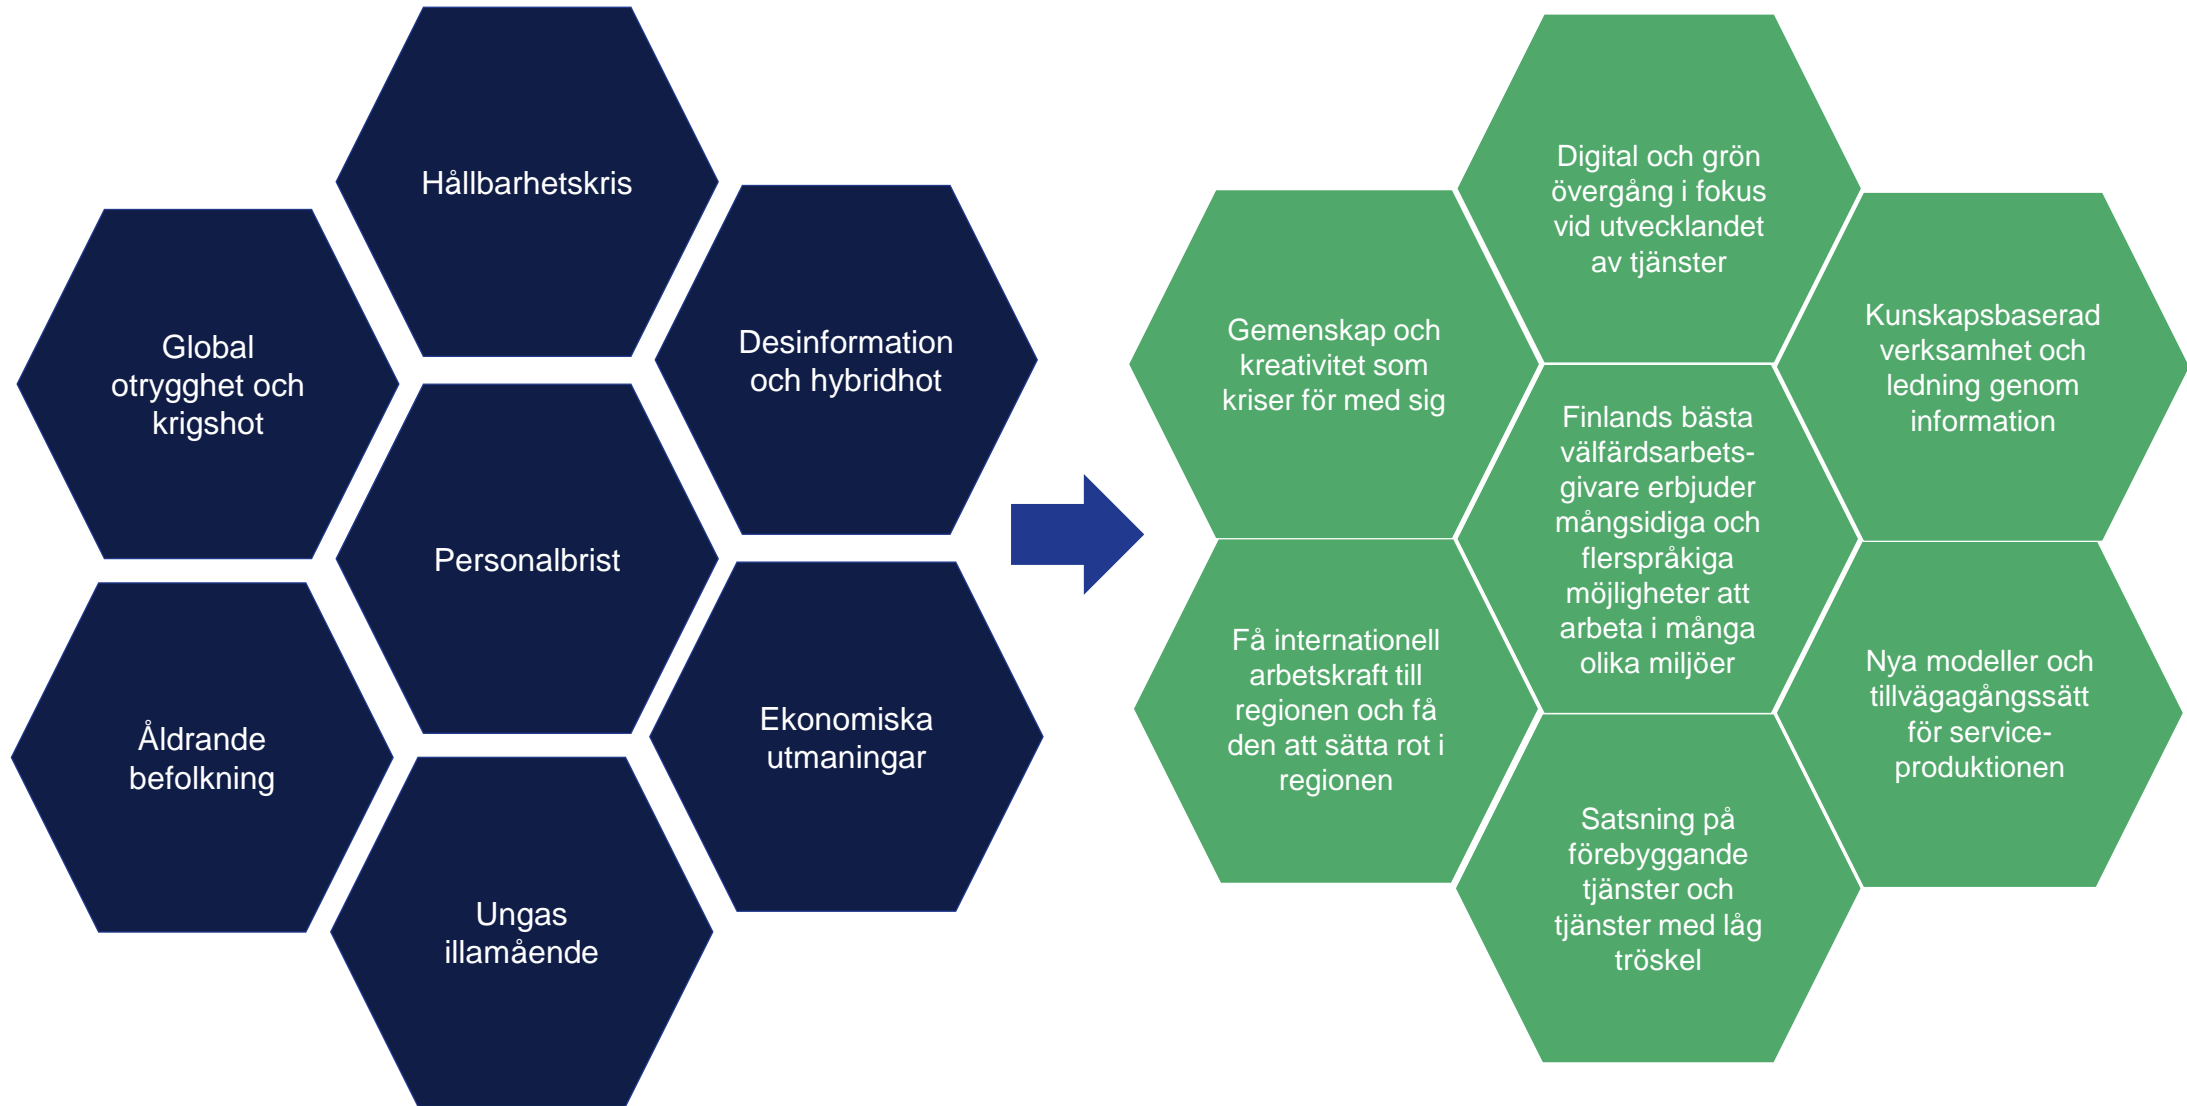 Hållbarhetskris
Global
otrygghet och
krigshot
Desinformation
och hybridhot
Personalbrist
Åldrande
befolkning
Ekonomiska
utmaningar
Ungas
illamående
Digital och grön
övergång i fokus
vid utvecklandet
av tjänster
Gemenskap och
kreativitet som
kriser för med sig
Kunskapsbaserad
verksamhet och
ledning genom
information
Finlands bästa
välfärdsarbets-
givare erbjuder
mångsidiga och
flerspråkiga
möjligheter att
arbeta i många
olika miljöer
Få internationell
arbetskraft till
regionen och få
den att sätta rot i
regionen
Nya modeller och
tillvägagångssätt
för service-
produktionen
Satsning på
förebyggande
tjänster och
tjänster med låg
tröskel